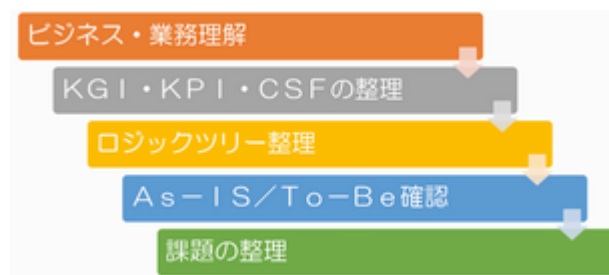 ビジネス・業務理解
ＫＧＩ・ＫＰＩ・ＣＳＦの整理
ロジックツリー整理
Ａｓ－ＩＳ／Ｔｏ－Ｂｅ確認
課題の整理